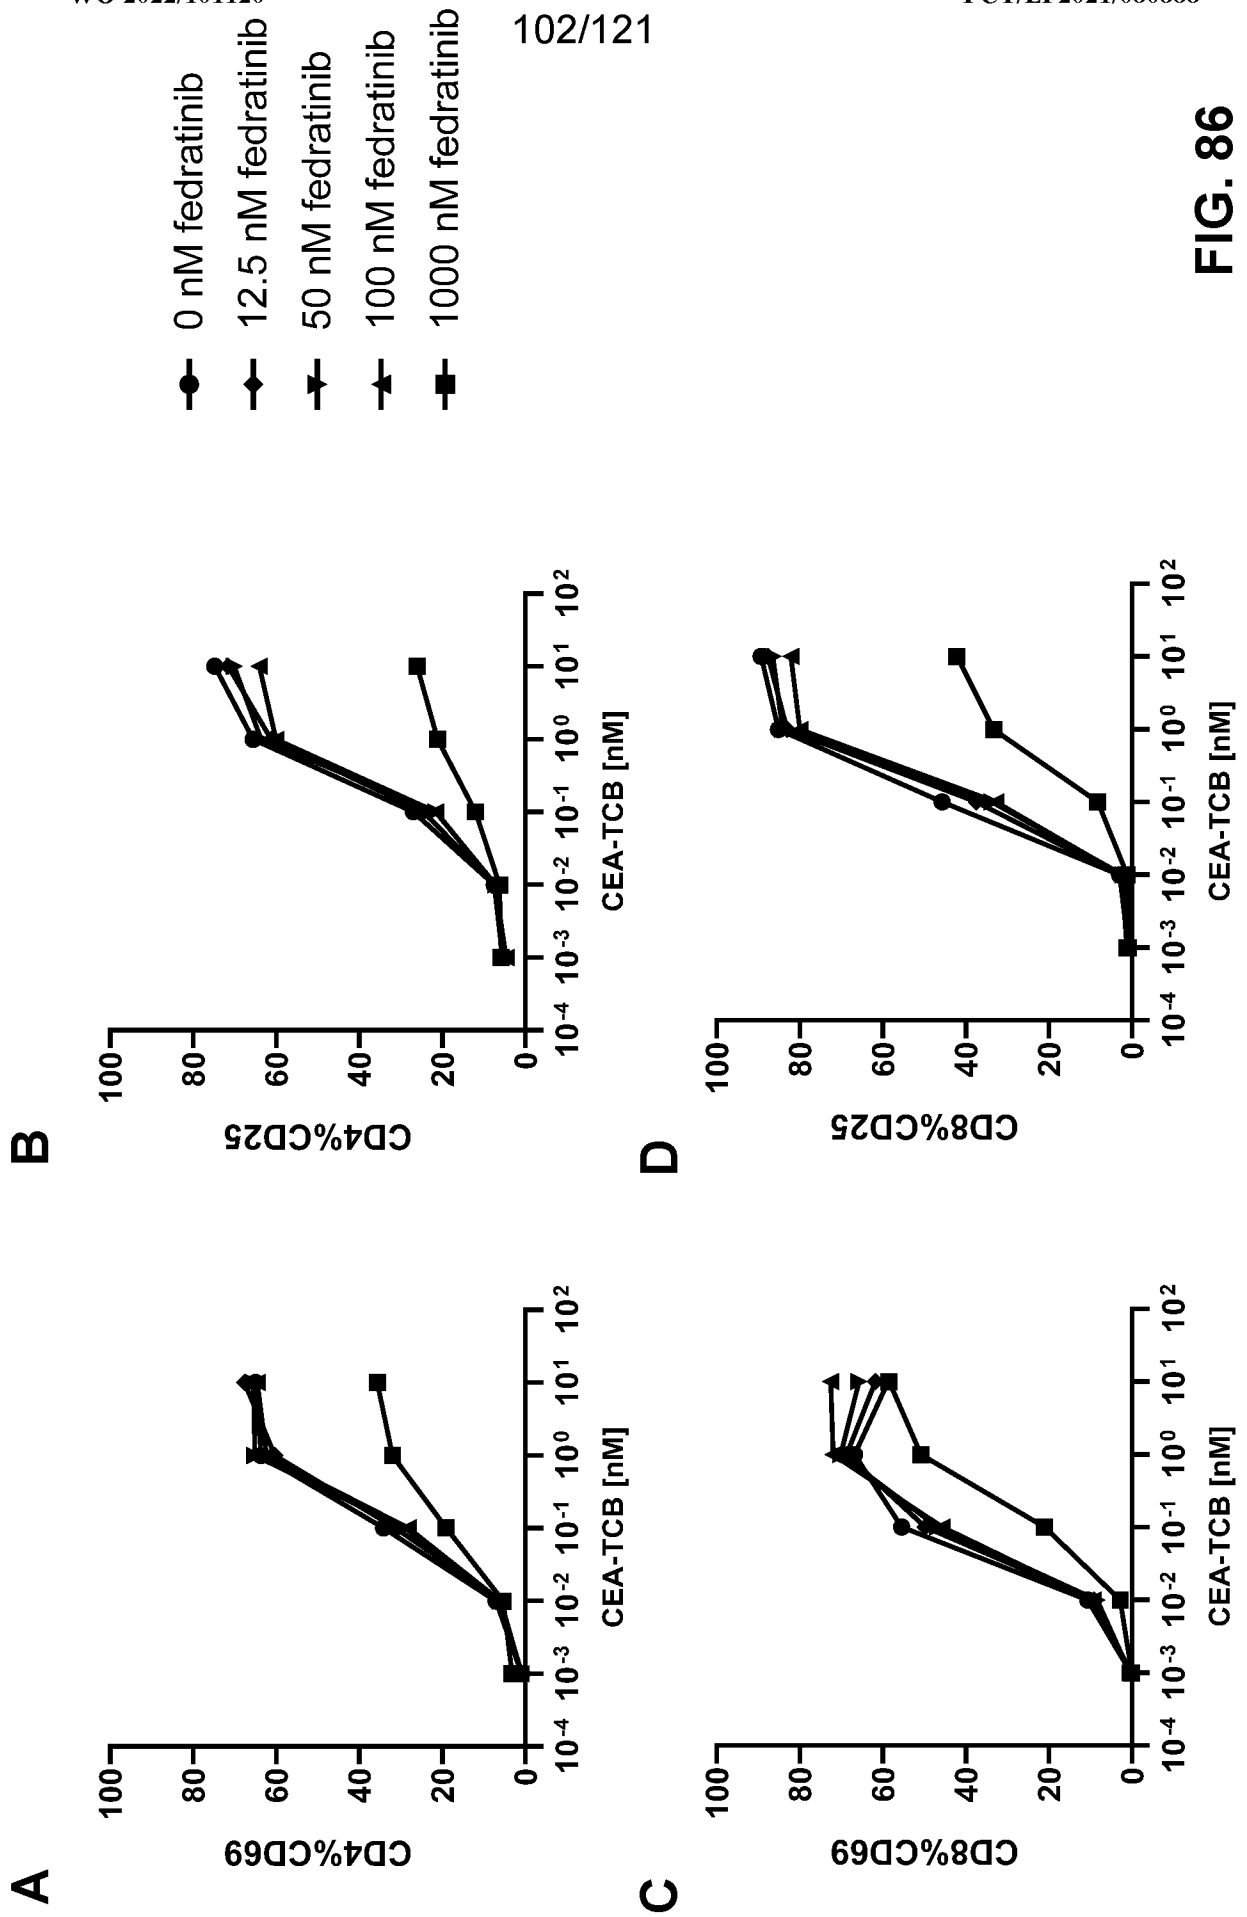 102/121
A
CD4%CD69
100
80
60
40
20
0
10-4 10-3 10-2 10-1 100 101 102
CEA-TCB [nM]
B
CD4%CD25
100
80
60
40
20
0
10-4 10-3 10-2 10-1 100 101 102
CEA-TCB [nM]
0 nM fedratinib
12.5 nM fedratinib
50 nM fedratinib
100 nM fedratinib
1000 nM fedratinib
C
CD8%CD69
100
80
60
40
20
0
10-4 10-3 10-2 10-1 100 101 102
CEA-TCB [nM]
D
CD8%CD25
100
80
60
40
20
0
10-4 10-3 10-2 10-1 100 101 102
CEA-TCB [nM]
FIG. 86